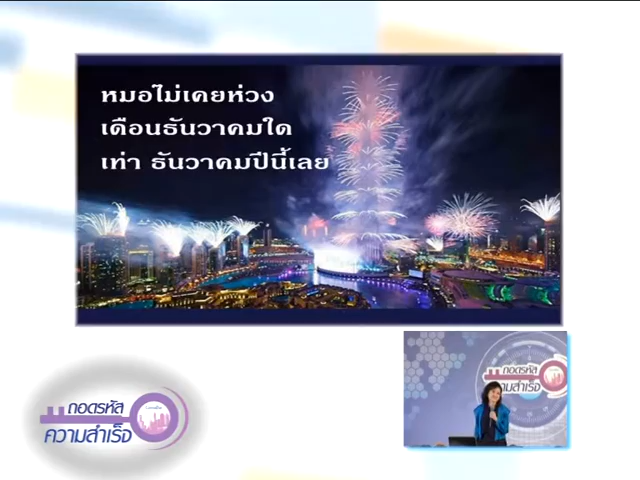 หมอไม่เคยห่วง
เดือนธันวาคมใด
เท่า ธันวาคมปีนี้เลย
ถอดรหัส
ความสำเร็จ
ถอดรหัส
ความสำเร็จ